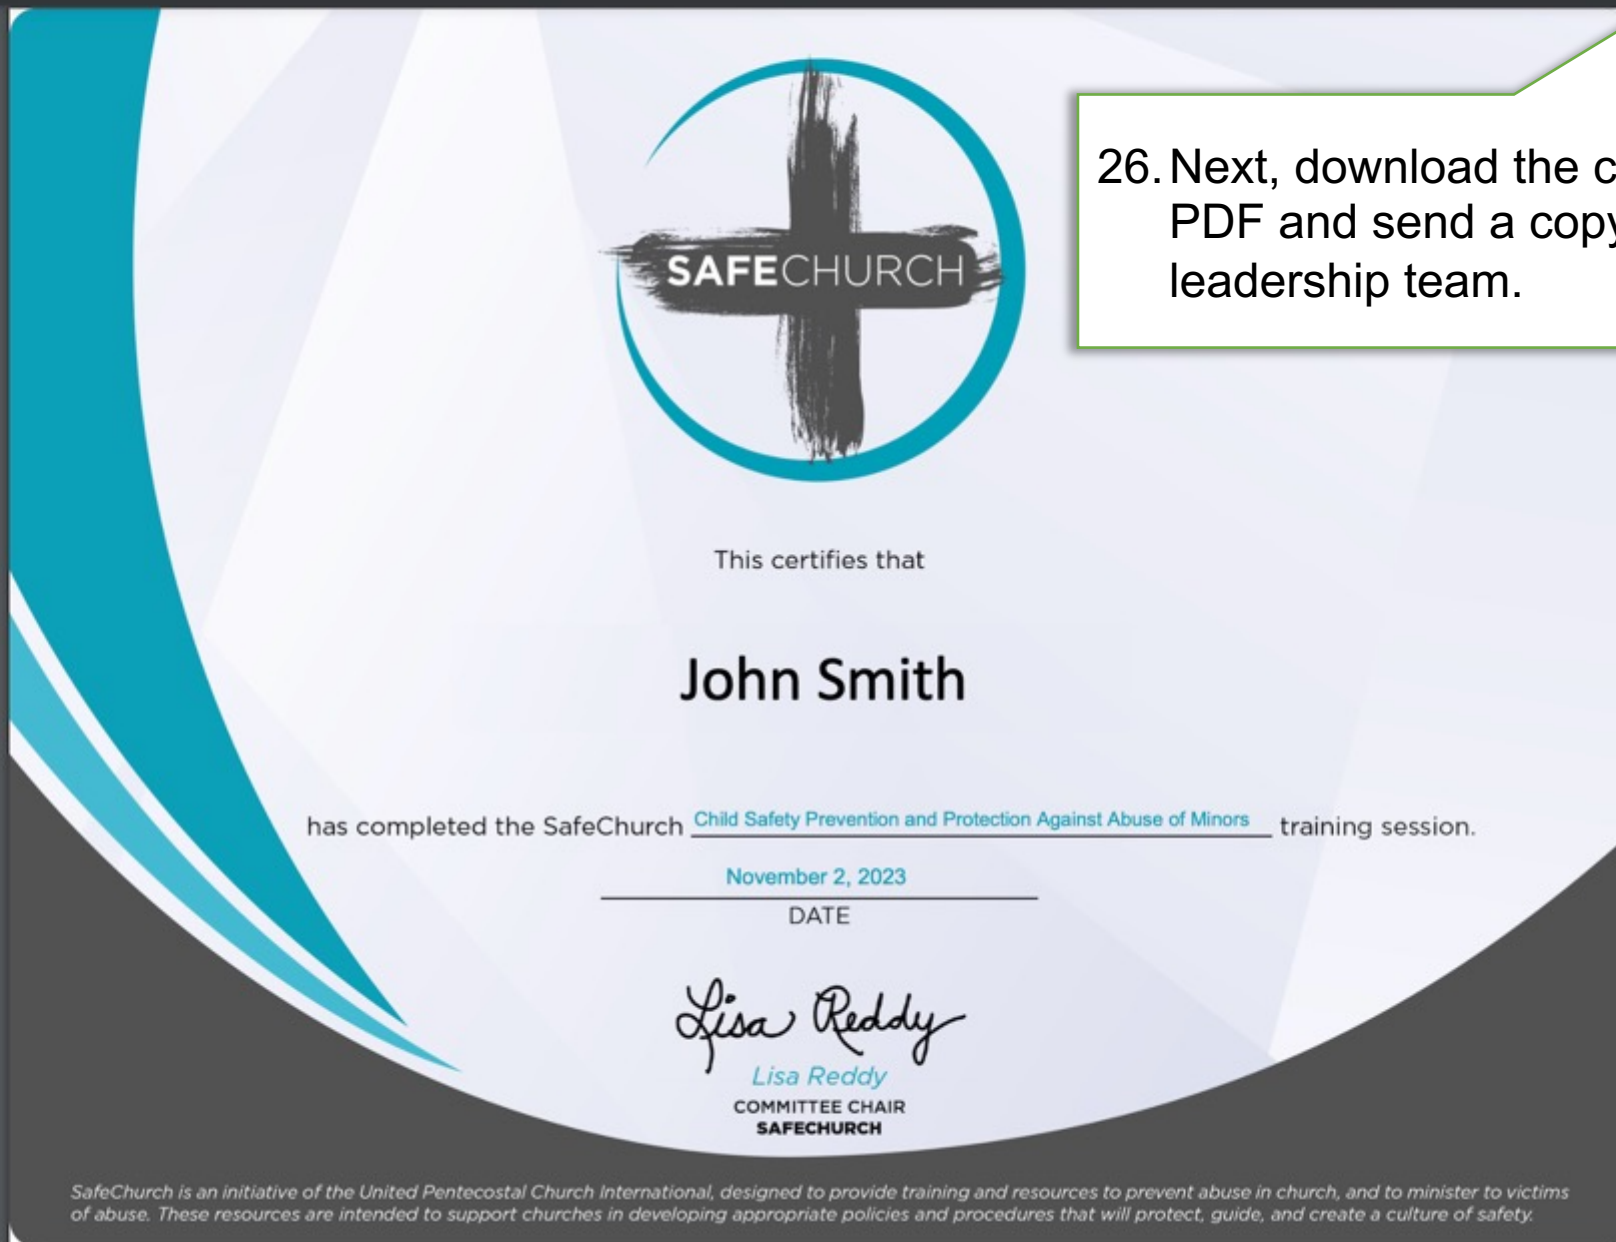 SAFECHURCH
26. Next, download the
PDF and send a copy
leadership team.
This certifies that
John Smith
has completed the SafeChurch Child Safety Prevention and Protection Against Abuse of Minors training session.
November 2, 2023
DATE
Lisa Reddy
Lisa Reddy
COMMITTEE CHAIR
SAFECHURCH
SafeChurch is an initiative of the United Pentecostal Church International, designed to provide training and resources to prevent abuse in church, and to minister to victims
of abuse. These resources are intended to support churches in developing appropriate policies and procedures that will protect, guide, and create a culture of safety.